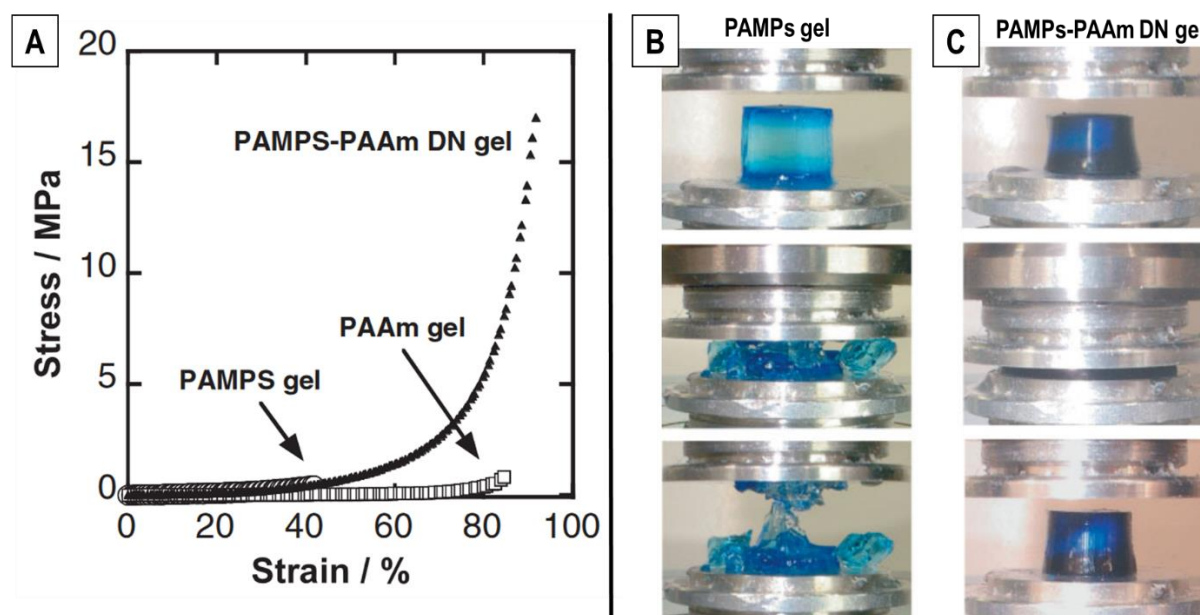 A
20
15
10
5
0
Stress / MPa
PAMPS-PAAm DN gel
PAAm gel
PAMPS gel
0 20 40 60 80 100
Strain / %
B
PAMPs gel
C
PAMPs-PAAm DN ge